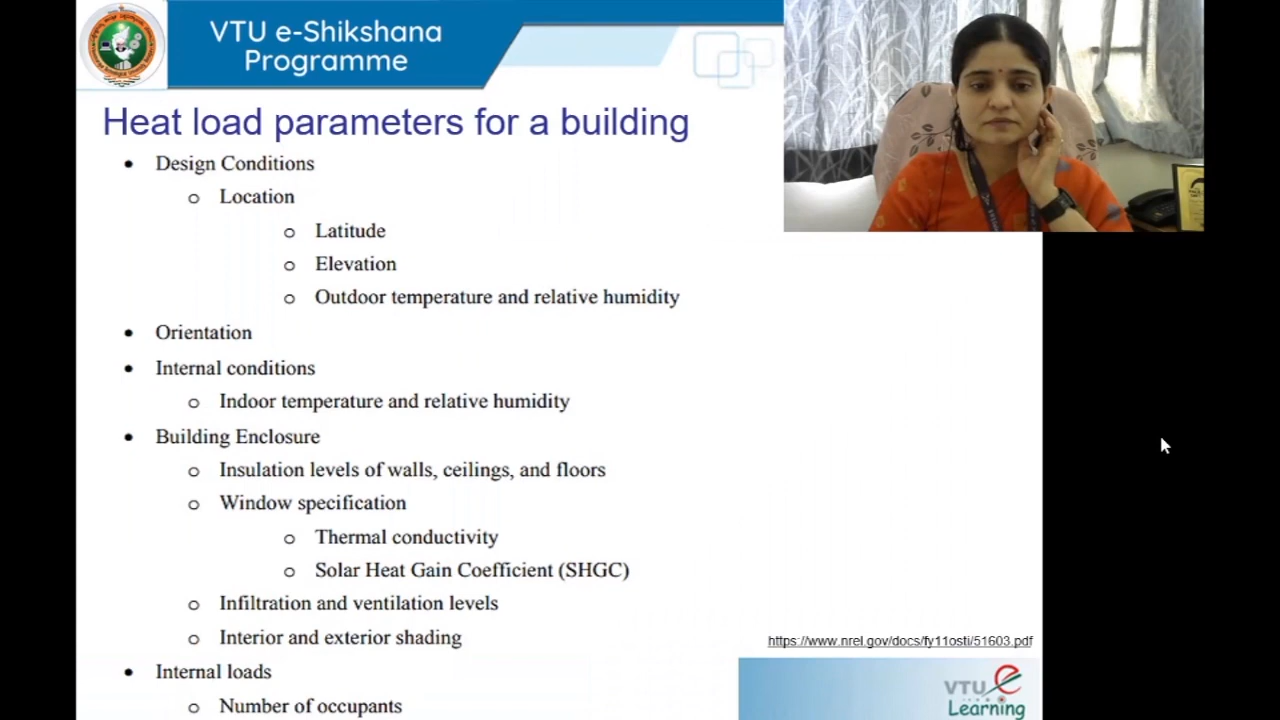 VTU e-Shikshana
Programme
Heat load parameters for a building
• Design Conditions
o Location
o Latitude
o Elevation
o Outdoor temperature and relative humidity
• Orientation
• Internal conditions
o Indoor temperature and relative humidity
• Building Enclosure
o Insulation levels of walls, ceilings, and floors
o Window specification
o Thermal conductivity
o Solar Heat Gain Coefficient (SHGC)
o Infiltration and ventilation levels
o Interior and exterior shading
https://www.nrel.gov/docs/fy11osti/51603.pdf
• Internal loads
o Number of occupants
VTU e
Learning